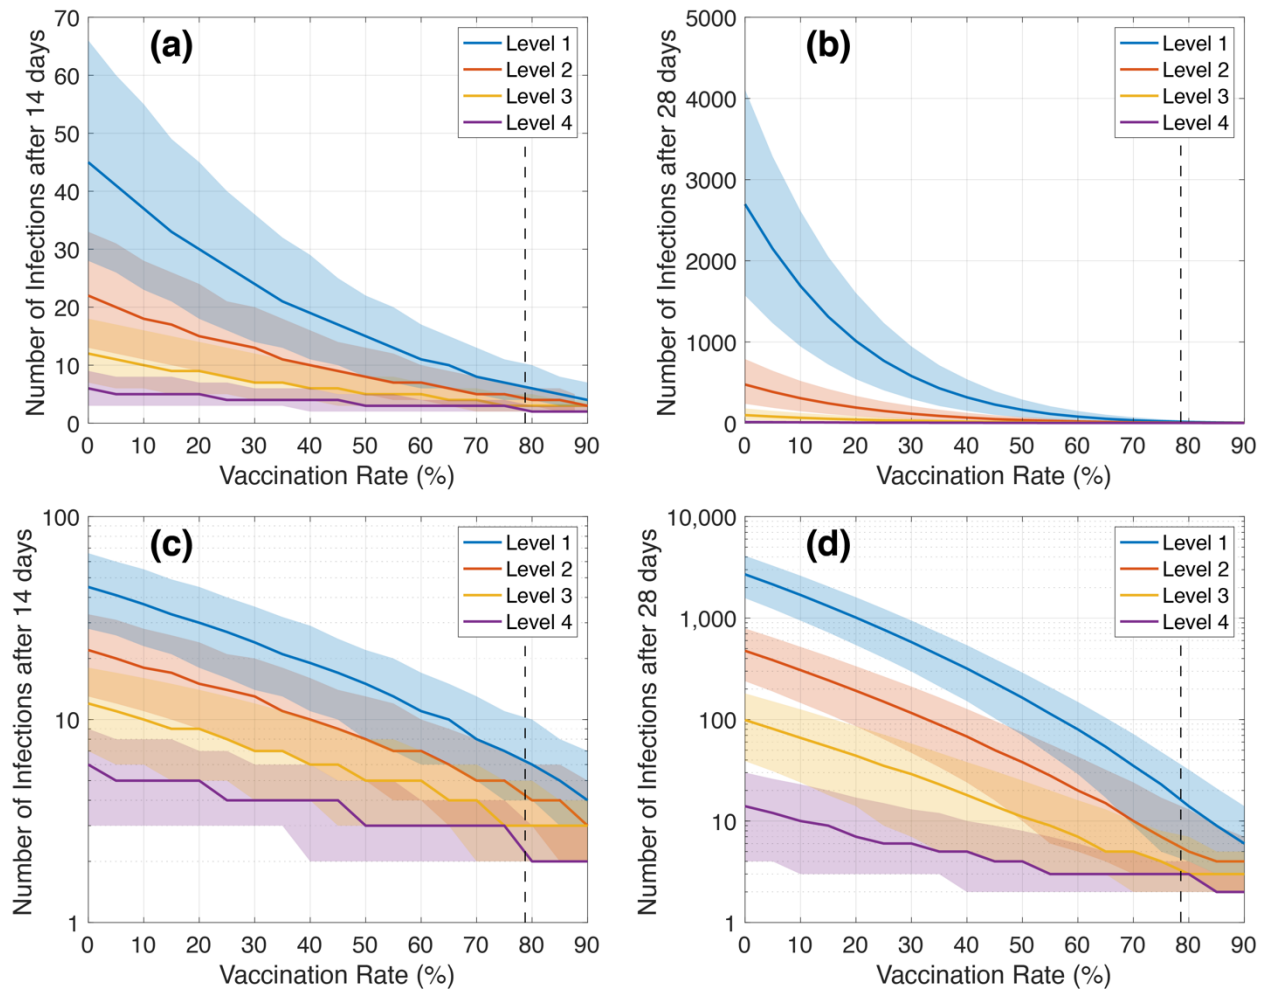 (a)
Number of Infections after 14 days
70
60
50
40
30
20
10
0
Level 1
Level 2
Level 3
Level 4
0 10 20 30 40 50 60 70 80 90
Vaccination Rate (%)
(b)
Number of Infections after 28 days
5000
4000
3000
2000
1000
0
Level 1
Level 2
Level 3
Level 4
0 10 20 30 40 50 60 70 80 90
Vaccination Rate (%)
(c)
Number of Infections after 14 days
100
10
1
Level 1
Level 2
Level 3
Level 4
0 10 20 30 40 50 60 70 80 90
Vaccination Rate (%)
(d)
Number of Infections after 28 days
10,000
1,000
100
10
1
Level 1
Level 2
Level 3
Level 4
0 10 20 30 40 50 60 70 80 90
Vaccination Rate (%)